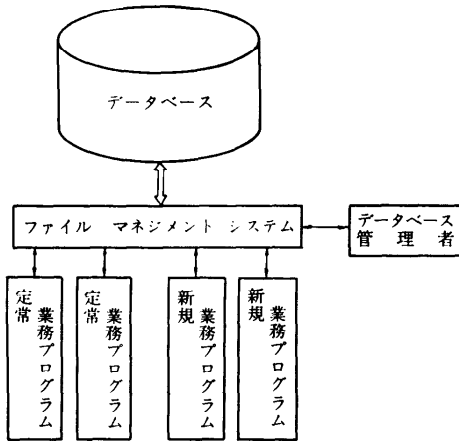 データベース
ファイル マネジメント システム
データベース
管理者
定常
業務プログラム
定常
業務プログラム
新規
業務プログラム
新規
業務プログラム